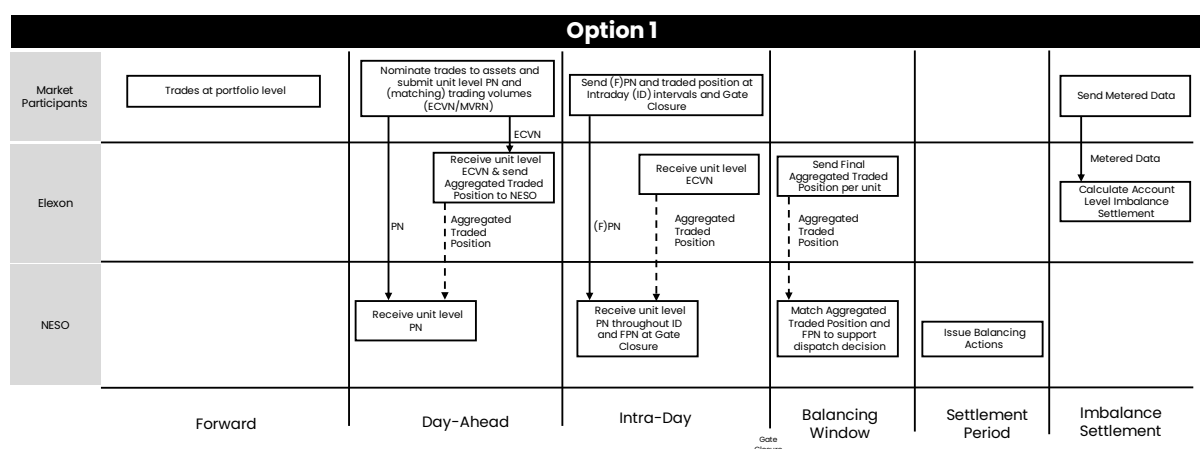 Option 1
Market
Participants
Trades at portfolio level
Nominate trades to assets and
submit unit level PN and
(matching) trading volumes
(ECVN/MVRN)
Send (F)PN and traded position at
Intraday (ID) intervals and Gate
Closure
Send Metered Data
ECVN
Elexon
Receive unit level
ECVN & send
Aggregated Traded
Position to NESO
Receive unit level
ECVN
Send Final
Aggregated Traded
Position per unit
Metered Data
Calculate Account
Level Imbalance
Settlement
PN
Aggregated
Traded
Position
(F)PN
Aggregated
Traded
Position
Aggregated
Traded
Position
NESO
Receive unit level
PN
Receive unit level
PN throughout ID
and FPN at Gate
Closure
Match Aggregated
Traded Position and
FPN to support
dispatch decision
Issue Balancing
Actions
Forward
Day-Ahead
Intra-Day
Balancing
Window
Settlement
Period
Imbalance
Settlement
Gate
Closure